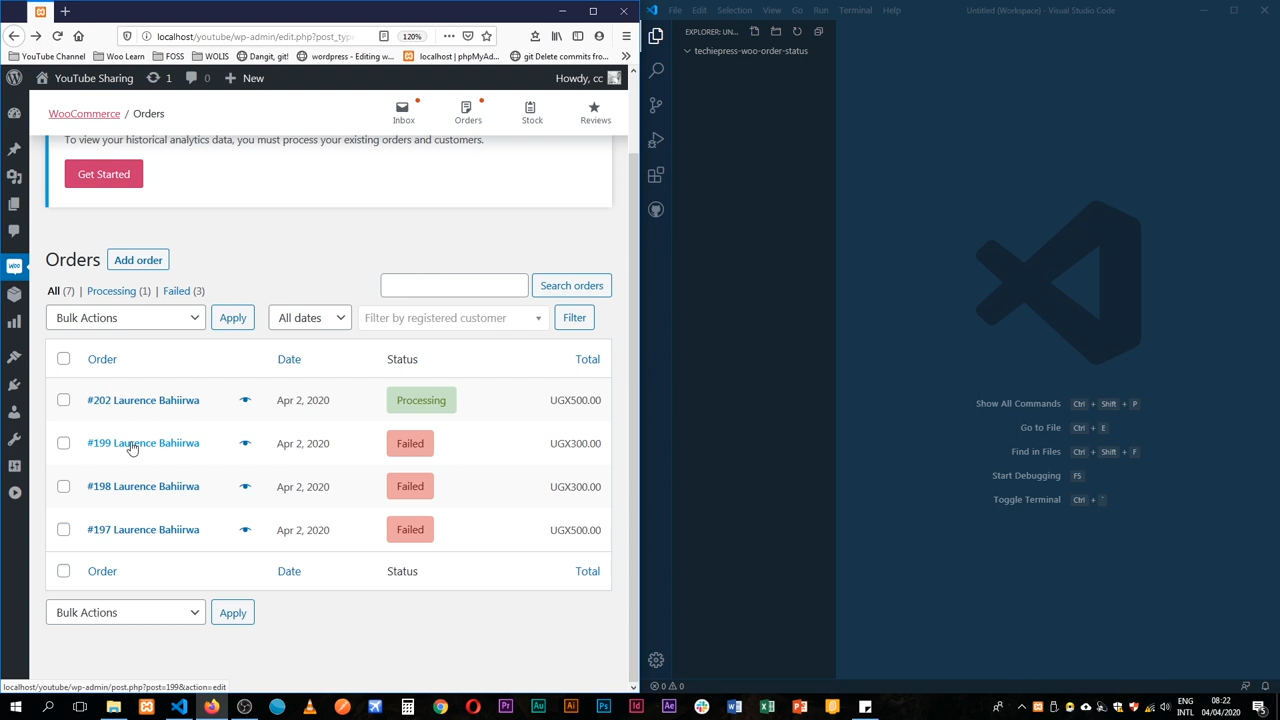 File Edit Selection View Go Run Terminal Help Untitled (Workspace) - Visual Studio Code
localhost/youtube/wp-admin/edit.php?post_typ 120%
YouTube Channel Woo Learn FOSS WOLIS Dangit, git! wordpress - Editing w... localhost | phpMyAd... git Delete commits fro...
YouTube Sharing 1 0 New Howdy, cc
WooCommerce / Orders
Inbox Orders Stock Reviews
To view your historical analytics data, you must process your existing orders and customers.
Get Started
Orders Add order
Search orders
All (7) | Processing (1) | Failed (3)
Bulk Actions Apply All dates Filter by registered customer Filter
Order Date Status Total
#202 Laurence Bahiirwa Apr 2, 2020 Processing UGX500.00
#199 Laurence Bahiirwa Apr 2, 2020 Failed UGX300.00
#198 Laurence Bahiirwa Apr 2, 2020 Failed UGX300.00
#197 Laurence Bahiirwa Apr 2, 2020 Failed UGX500.00
Order Date Status Total
Bulk Actions Apply
localhost/youtube/wp-admin/post.php?post=199&action=edit
EXPLORER: UN...
techiepress-woo-order-status
Show All Commands Ctrl + Shift + P
Go to File Ctrl + E
Find in Files Ctrl + Shift + F
Start Debugging F5
Toggle Terminal Ctrl + `
0 0
Pr Au Ai Ps Id Ae
ENG
INTL
08:22
04/04/2020